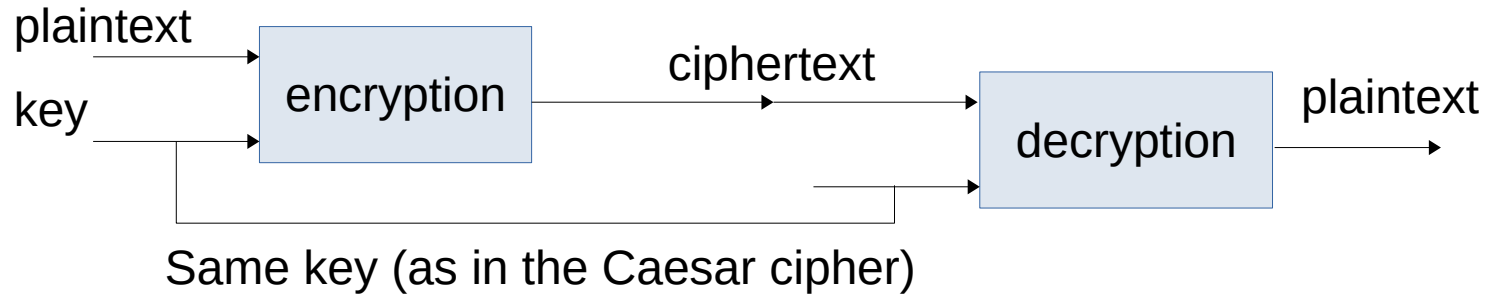 plaintext
key
encryption
ciphertext
decryption
plaintext
Same key (as in the Caesar cipher)